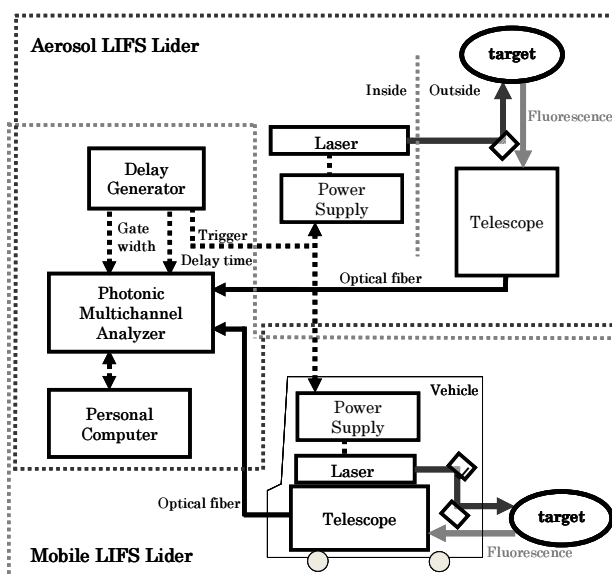 Aerosol LIFS Lider
target
Inside
Outside
Fluorescence
Laser
Delay
Generator
Power
Supply
Telescope
Gate
width
Trigger
Delay time
Optical fiber
Photonic
Multichannel
Analyzer
Personal
Computer
Vehicle
Power
Supply
Laser
Optical fiber
Telescope
target
Fluorescence
Mobile LIFS Lider